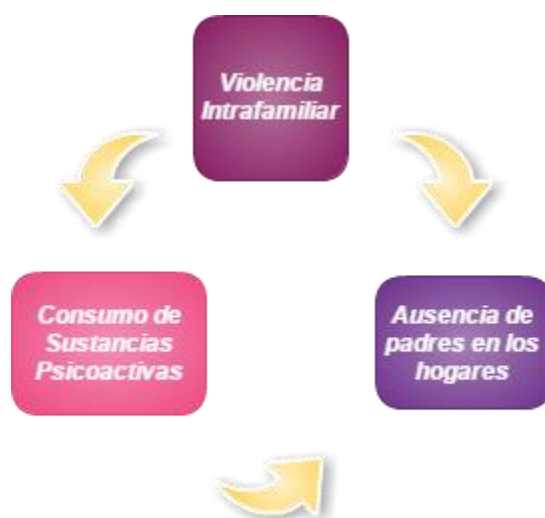 Violencia
Intrafamiliar
Consumo de
Sustancias
Psicoactivas
Ausencia de
padres en los
hogares